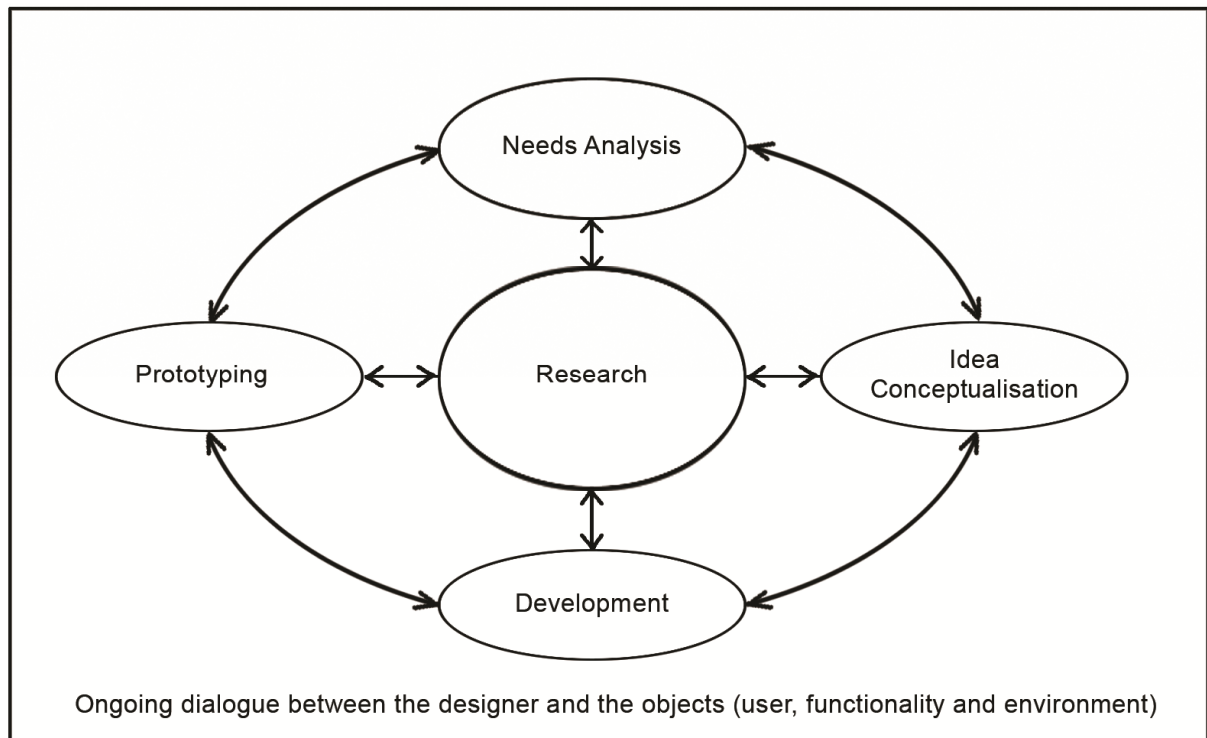 Needs Analysis
Prototyping
Research
Idea
Conceptualisation
Development
Ongoing dialogue between the designer and the objects (user, functionality and environment)